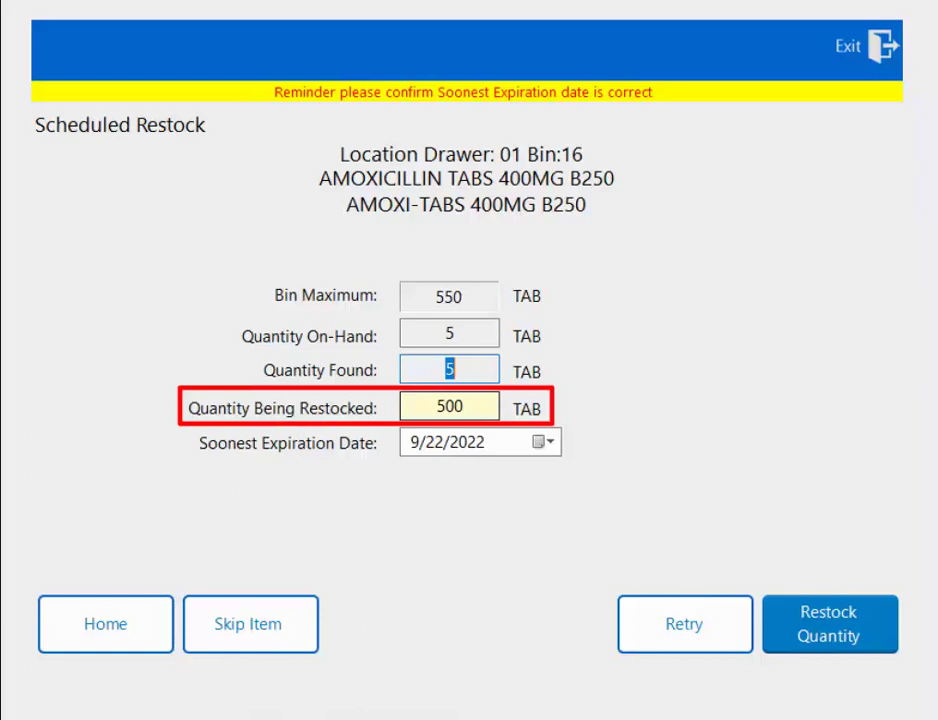 Exit
Reminder please confirm Soonest Expiration date is correct
Scheduled Restock
Location Drawer: 01 Bin:16
AMOXICILLIN TABS 400MG B250
AMOXI-TABS 400MG B250
Bin Maximum: 550 TAB
Quantity On-Hand: 5 TAB
Quantity Found: 5 TAB
Quantity Being Restocked: 500 TAB
Soonest Expiration Date: 9/22/2022
Home
Skip Item
Retry
Restock
Quantity